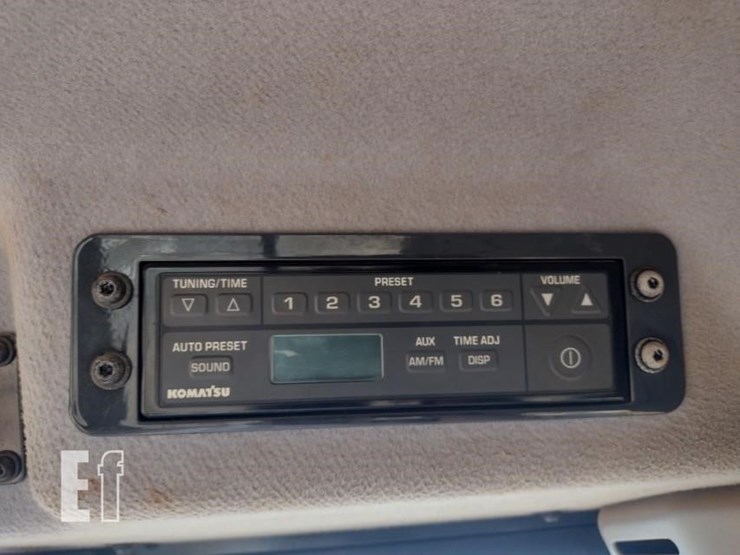 TUNING/TIME PRESET VOLUME
1 2 3 4 5 6
AUTO PRESET AUX TIME ADJ
SOUND AM/FM DISP
KOMATSU
Ef